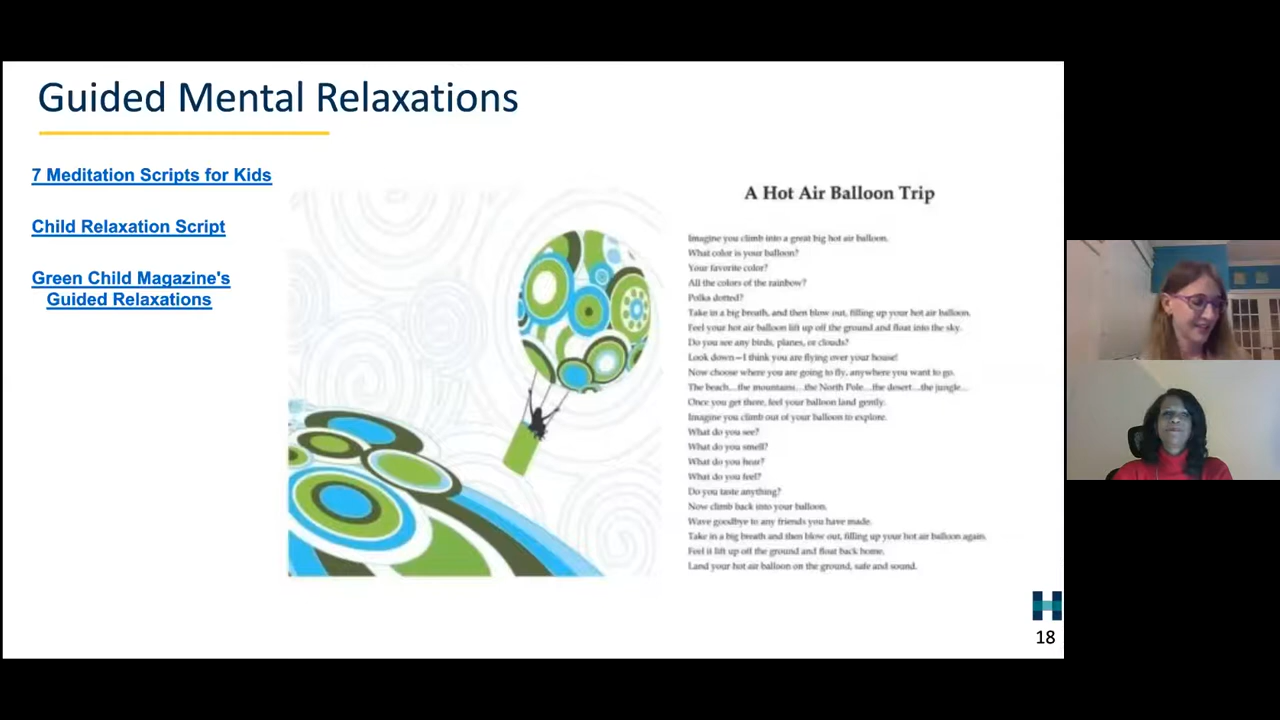 Guided Mental Relaxations
7 Meditation Scripts for Kids
Child Relaxation Script
Green Child Magazine's
Guided Relaxations
A Hot Air Balloon Trip
Imagine you climb into a great big hot air balloon.
What color is your balloon?
Your favorite color?
All the colors of the rainbow?
Polka dotted?
Take in a big breath, and then blow out, filling up your hot air balloon.
Feel your hot air balloon lift up off the ground and float into the sky.
Do you see any birds, planes, or clouds?
Look down—I think you are flying over your house!
Now choose where you are going to fly, anywhere you want to go.
The beach...the mountains...the North Pole...the desert...the jungle...
Once you get there, feel your balloon land gently.
Imagine you climb out of your balloon to explore.
What do you see?
What do you smell?
What do you hear?
What do you feel?
Do you taste anything?
Now climb back into your balloon.
Wave goodbye to any friends you have made.
Take in a big breath and then blow out, filling up your hot air balloon again.
Feel it lift up off the ground and float back home.
Land your hot air balloon on the ground, safe and sound.
H
18